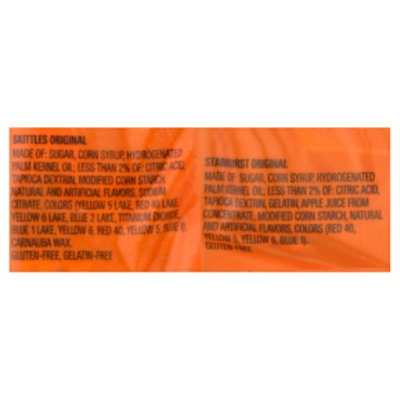 SKITTLES ORIGINAL
MADE OF: SUGAR, CORN SYRUP, HYDROGENATED
PALM KERNEL OIL; LESS THAN 2% OF: CITRIC ACID,
TAPIOCA DEXTRIN, MODIFIED CORN STARCH,
NATURAL AND ARTIFICIAL FLAVORS, SODIUM
CITRATE, COLORS (YELLOW 5 LAKE, RED 40 LAKE,
YELLOW 6 LAKE, BLUE 2 LAKE, TITANIUM DIOXIDE,
BLUE 1 LAKE, YELLOW 6, RED 40, YELLOW 5, BLUE 1),
CARNAUBA WAX.
GLUTEN-FREE, GELATIN-FREE
STARBURST ORIGINAL
MADE OF: SUGAR, CORN SYRUP, HYDROGENATED
PALM KERNEL OIL; LESS THAN 2% OF: CITRIC ACID,
TAPIOCA DEXTRIN, GELATIN, APPLE JUICE FROM
CONCENTRATE, MODIFIED CORN STARCH, NATURAL
AND ARTIFICIAL FLAVORS, COLORS (RED 40,
YELLOW 5, YELLOW 6, BLUE 1).
GLUTEN-FREE